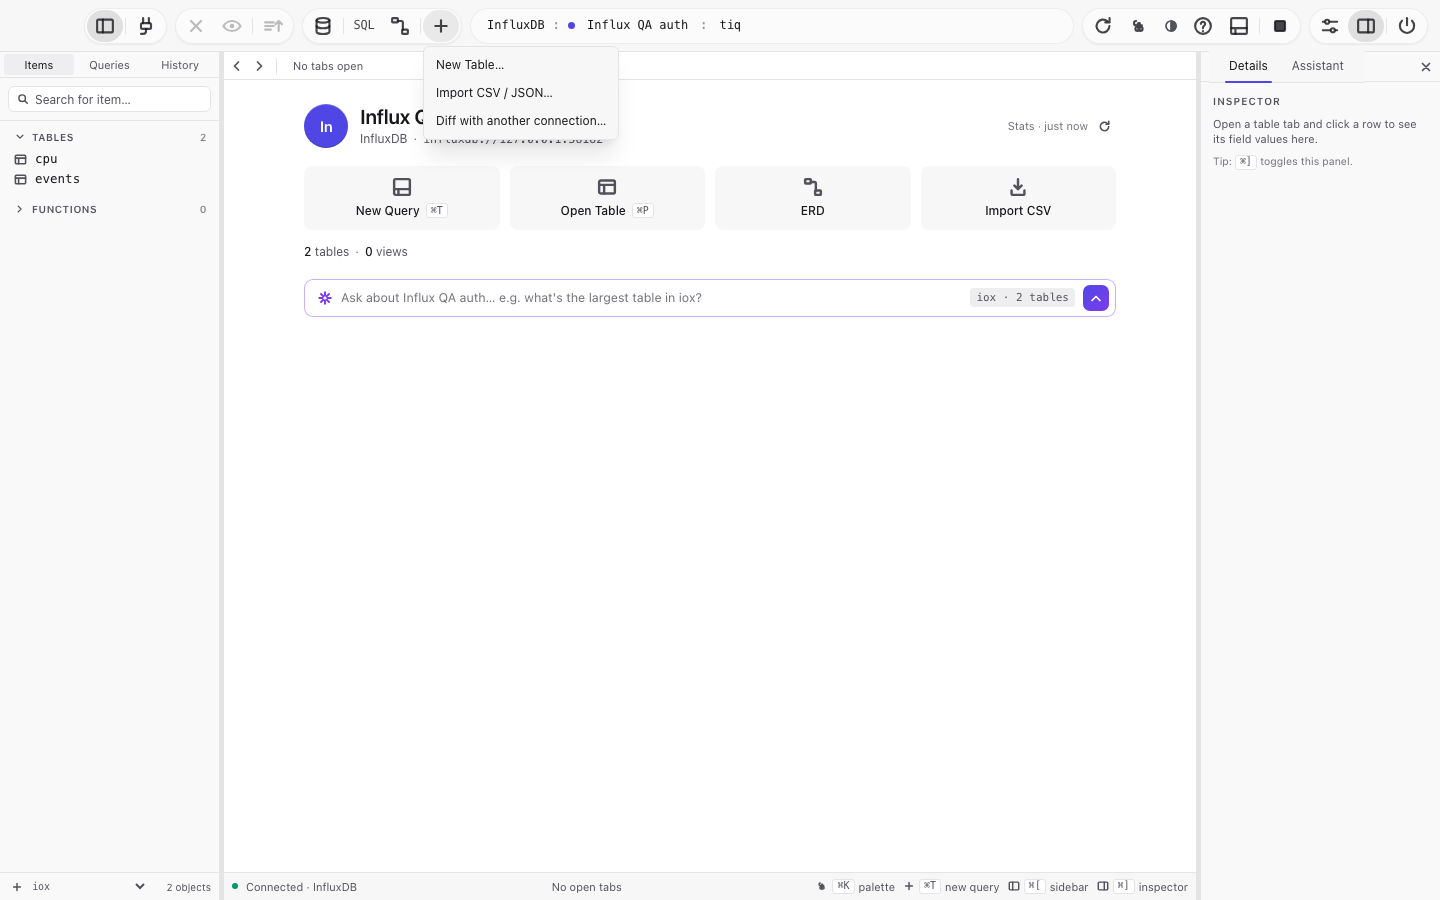 SQL
InfluxDB : Influx QA auth : tiq
Items
Queries
History
Search for item...
TABLES 2
cpu
events
FUNCTIONS 0
iox
2 objects
No tabs open
New Table...
Import CSV / JSON...
Diff with another connection...
In
Influx
InfluxDB ·
Stats · just now
New Query ⌘T
Open Table ⌘P
ERD
Import CSV
2 tables · 0 views
Ask about Influx QA auth... e.g. what's the largest table in iox?
iox · 2 tables
Connected · InfluxDB
No open tabs
⌘K palette
⌘T new query
⌘[ sidebar
⌘] inspector
Details
Assistant
INSPECTOR
Open a table tab and click a row to see
its field values here.
Tip: ⌘] toggles this panel.